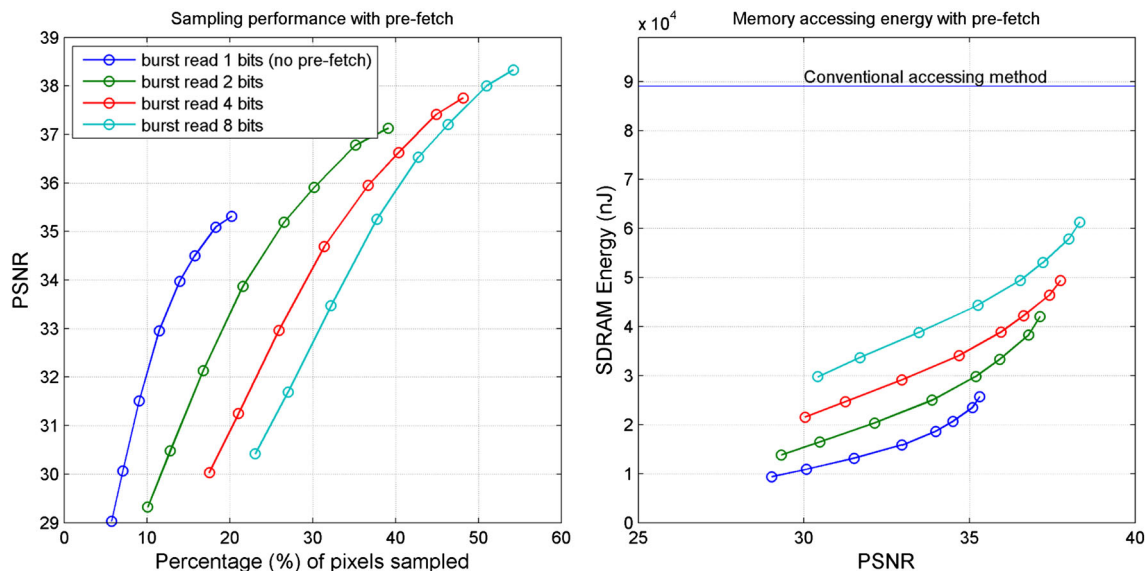 Sampling performance with pre-fetch
39
38
37
36
35
34
33
32
31
30
29
PSNR
burst read 1 bits (no pre-fetch)
burst read 2 bits
burst read 4 bits
burst read 8 bits
0 10 20 30 40 50 60
Percentage (%) of pixels sampled
Memory accessing energy with pre-fetch
x 10⁴
Conventional accessing method
9
8
7
6
5
4
3
2
1
0
SDRAM Energy (nJ)
25 30 35 40
PSNR